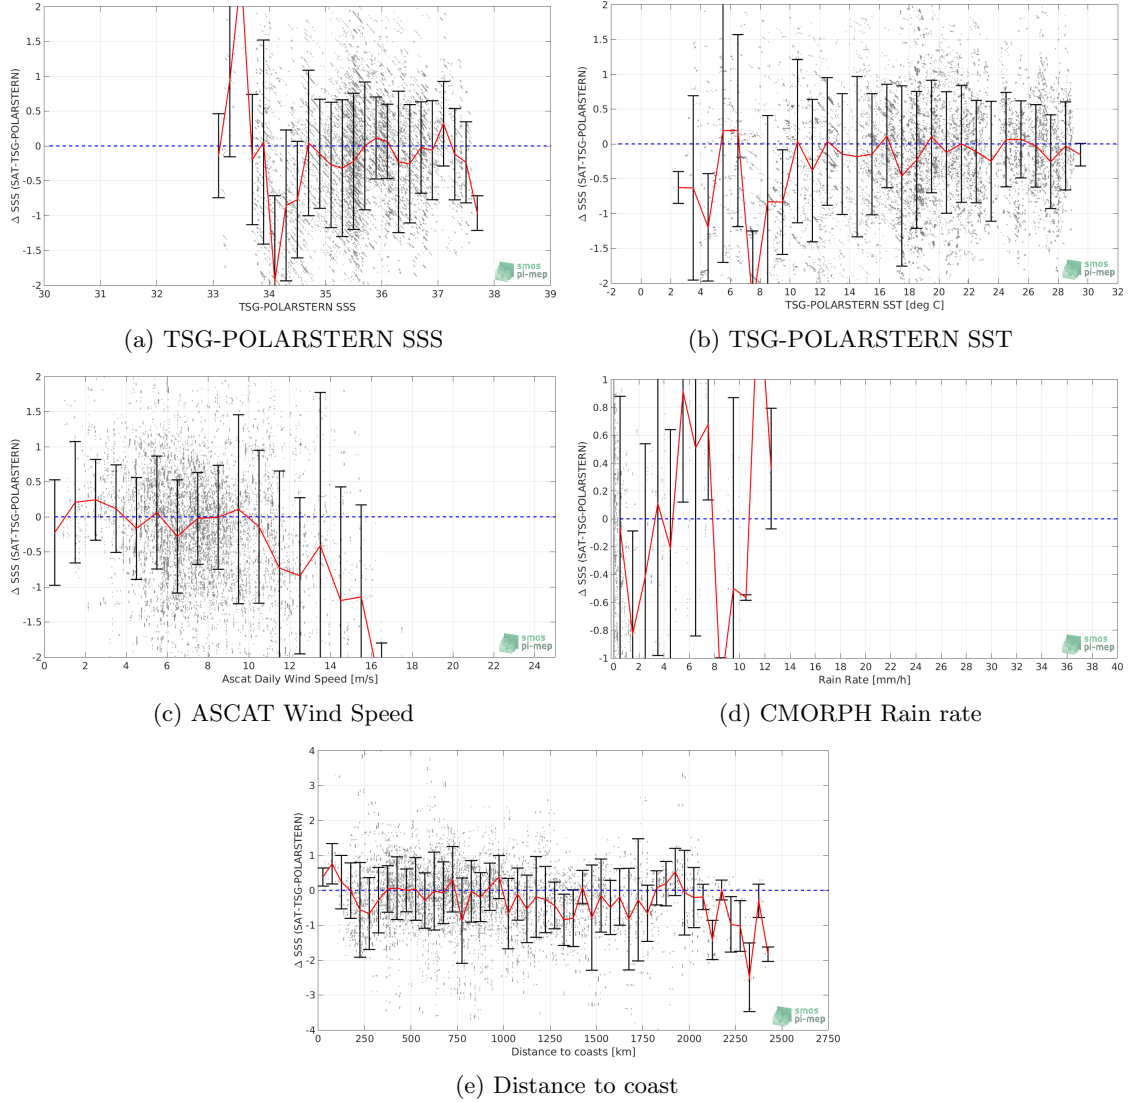 2
1.5
1
0.5
0
-0.5
-1
-1.5
-2
Δ SSS (SAT-TSG-POLARSTERN)
30 31 32 33 34 35 36 37 38 39
TSG-POLARSTERN SSS
smos
pi-mep
(a) TSG-POLARSTERN SSS
2
1.5
1
0.5
0
-0.5
-1
-1.5
-2
Δ SSS (SAT-TSG-POLARSTERN)
-2 0 2 4 6 8 10 12 14 16 18 20 22 24 26 28 30 32
TSG-POLARSTERN SST [deg C]
smos
pi-mep
(b) TSG-POLARSTERN SST
2
1.5
1
0.5
0
-0.5
-1
-1.5
-2
Δ SSS (SAT-TSG-POLARSTERN)
0 2 4 6 8 10 12 14 16 18 20 22 24
Ascat Daily Wind Speed [m/s]
smos
pi-mep
(c) ASCAT Wind Speed
1
0.8
0.6
0.4
0.2
0
-0.2
-0.4
-0.6
-0.8
-1
Δ SSS (SAT-TSG-POLARSTERN)
0 2 4 6 8 10 12 14 16 18 20 22 24 26 28 30 32 34 36 38 40
Rain Rate [mm/h]
smos
pi-mep
(d) CMORPH Rain rate
4
3
2
1
0
-1
-2
-3
-4
Δ SSS (SAT-TSG-POLARSTERN)
0 250 500 750 1000 1250 1500 1750 2000 2250 2500 2750
Distance to coasts [km]
smos
pi-mep
(e) Distance to coast